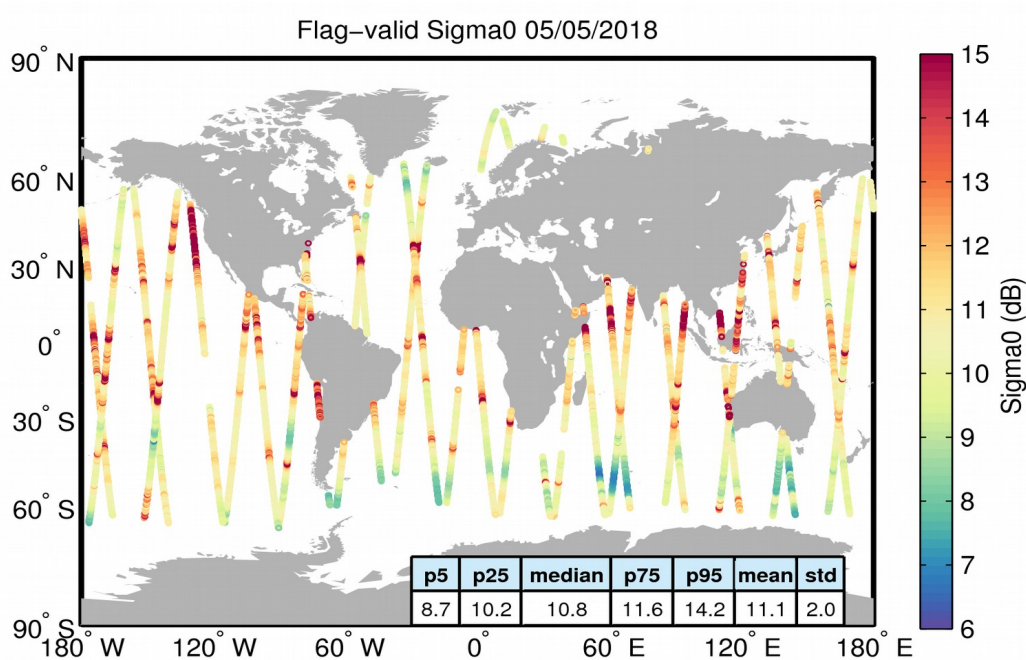 Flag−valid Sigma0 05/05/2018
90° N
60° N
30° N
0°
30° S
60° S
90° S
180° W
120° W
60° W
0°
60° E
120° E
180° E
p5 p25 median p75 p95 mean std
8.7 10.2 10.8 11.6 14.2 11.1 2.0
15
14
13
12
11
10
9
8
7
6
Sigma0 (dB)